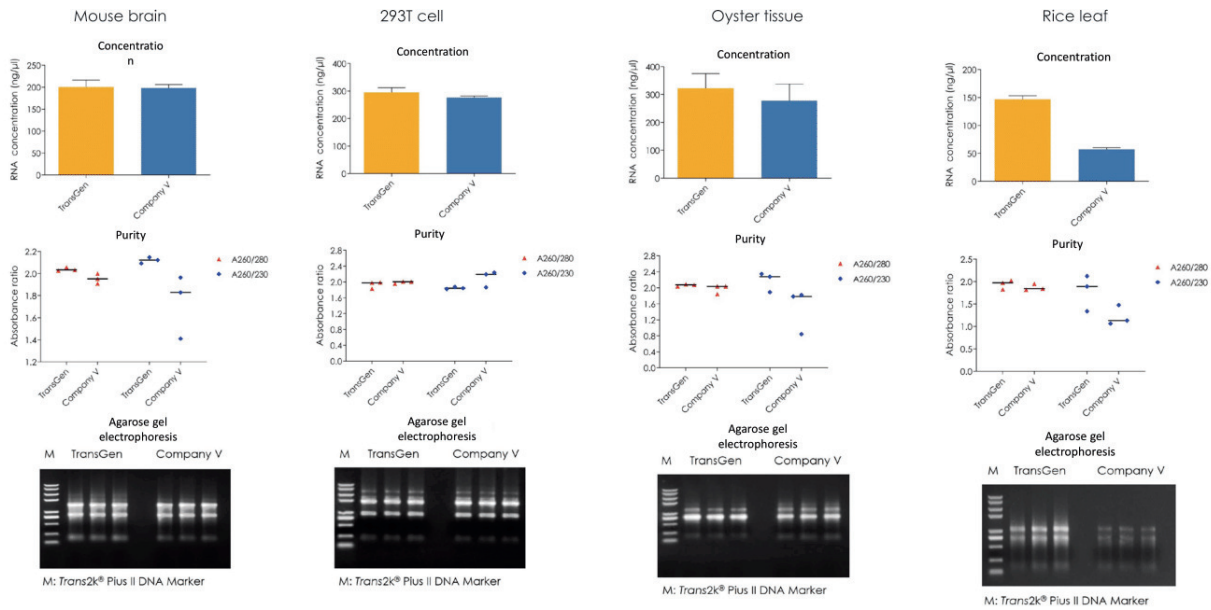 Mouse brain
Concentratio
n
RNA concentration (ng/μl)
250
200
150
100
50
0
TransGen
Company V
Purity
Absorbance ratio
2.2
2.0
1.8
1.6
1.4
1.2
A260/280
A260/230
TransGen
Company V
TransGen
Company V
Agarose gel
electrophoresis
M TransGen Company V
M: Trans2k® Plus II DNA Marker
293T cell
Concentration
RNA concentration (ng/μl)
400
300
200
100
0
TransGen
Company V
Purity
Absorbance ratio
2.8
2.4
2.0
1.6
1.2
0.8
0.4
0.0
A260/280
A260/230
TransGen
Company V
TransGen
Company V
Agarose gel
electrophoresis
M TransGen Company V
M: Trans2k® Plus II DNA Marker
Oyster tissue
Concentration
RNA concentration (ng/μl)
400
300
200
100
0
TransGen
Company V
Purity
Absorbance ratio
2.8
2.4
2.0
1.6
1.2
0.8
0.4
0.0
A260/280
A260/230
TransGen
Company V
TransGen
Company V
Agarose gel
electrophoresis
M TransGen Company V
M: Trans2k® Plus II DNA Marker
Rice leaf
Concentration
RNA concentration (ng/μl)
200
150
100
50
0
TransGen
Company V
Purity
Absorbance ratio
2.5
2.0
1.5
1.0
0.5
0.0
A260/280
A260/230
TransGen
Company V
TransGen
Company V
Agarose gel
electrophoresis
M TransGen Company V
M: Trans2k® Plus II DNA Marker